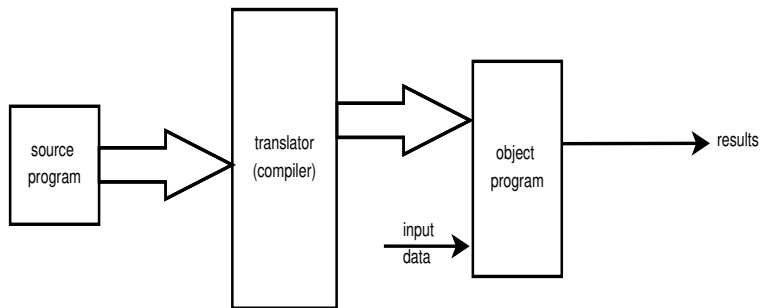 source
program
translator
(compiler)
object
program
input
data
results